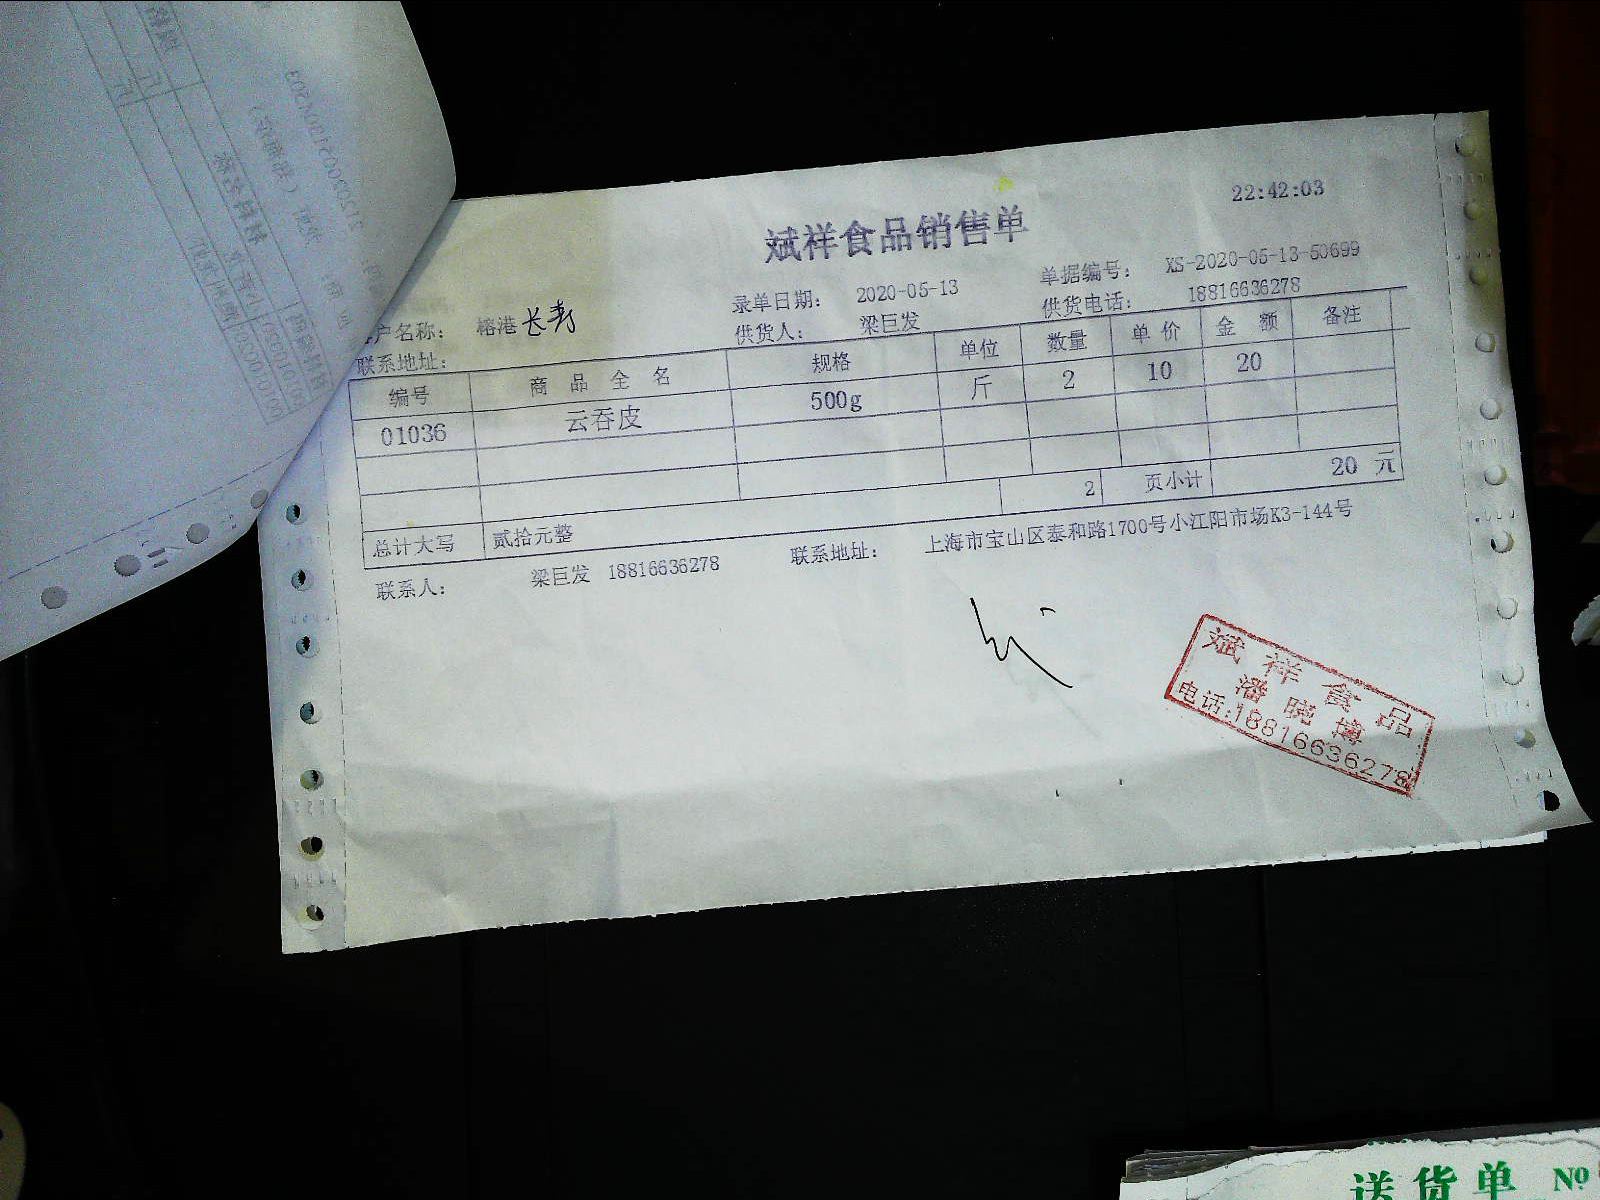 22:42:03
斌祥食品销售单
录单日期： 2020-05-13 单据编号： XS-2020-05-13-50699
户名称： 榕港 长寿 供货人： 梁巨发 供货电话： 18816636278
联系地址：
编号 商品全名 规格 单位 数量 单价 金额 备注
01036 云吞皮 500g 斤 2 10 20
2 页小计 20 元
总计大写 贰拾元整
联系人： 梁巨发 18816636278 联系地址： 上海市宝山区泰和路1700号小江阳市场K3-144号
斌祥食品
潘晓博
电话:18816636278
送货单 №